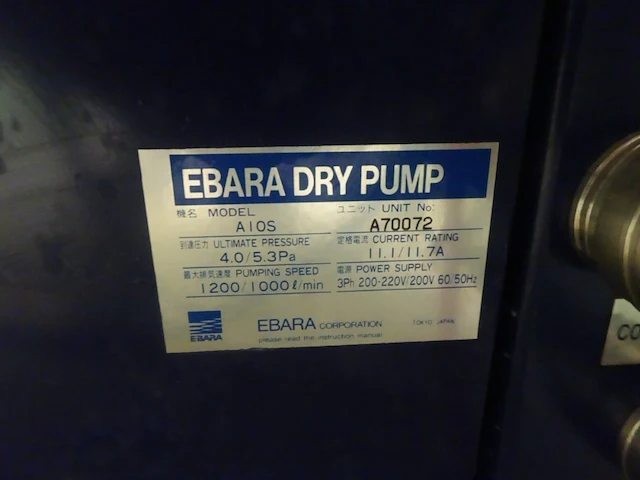 EBARA DRY PUMP
機名 MODEL ユニット UNIT No.
A10S A70072
到達圧力 ULTIMATE PRESSURE 定格電流 CURRENT RATING
4.0/5.3Pa 11.1/11.7A
最大排気速度 PUMPING SPEED 電源 POWER SUPPLY
1200/1000ℓ/min 3Ph 200-220V/200V 60/50Hz
EBARA EBARA CORPORATION TOKYO JAPAN
please read the instruction manual
CO